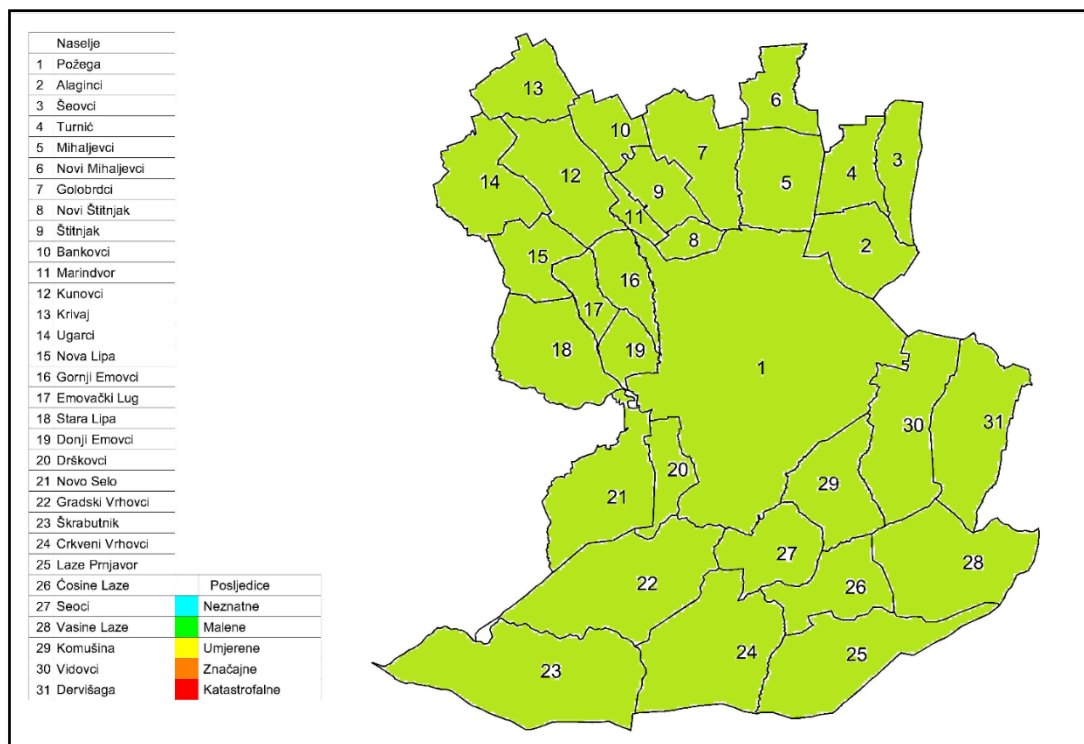 Naselje
1 Požega
2 Alaginci
3 Šeovci
4 Turnić
5 Mihaljevci
6 Novi Mihaljevci
7 Golobrdci
8 Novi Štitnjak
9 Štitnjak
10 Bankovci
11 Marindvor
12 Kunovci
13 Krivaj
14 Ugarci
15 Nova Lipa
16 Gornji Emovci
17 Emovački Lug
18 Stara Lipa
19 Donji Emovci
20 Drškovci
21 Novo Selo
22 Gradski Vrhovci
23 Škrabutnik
24 Crkveni Vrhovci
25 Laze Prnjavor
26 Ćosine Laze Posljedice
27 Seoci Neznatne
28 Vasine Laze Malene
29 Komušina Umjerene
30 Vidovci Značajne
31 Dervišaga Katastrofalne
13
6
10
7
3
4
5
12
14
9
11
8
2
15
16
17
18
19
1
30
31
20
29
21
27
28
22
26
24
25
23